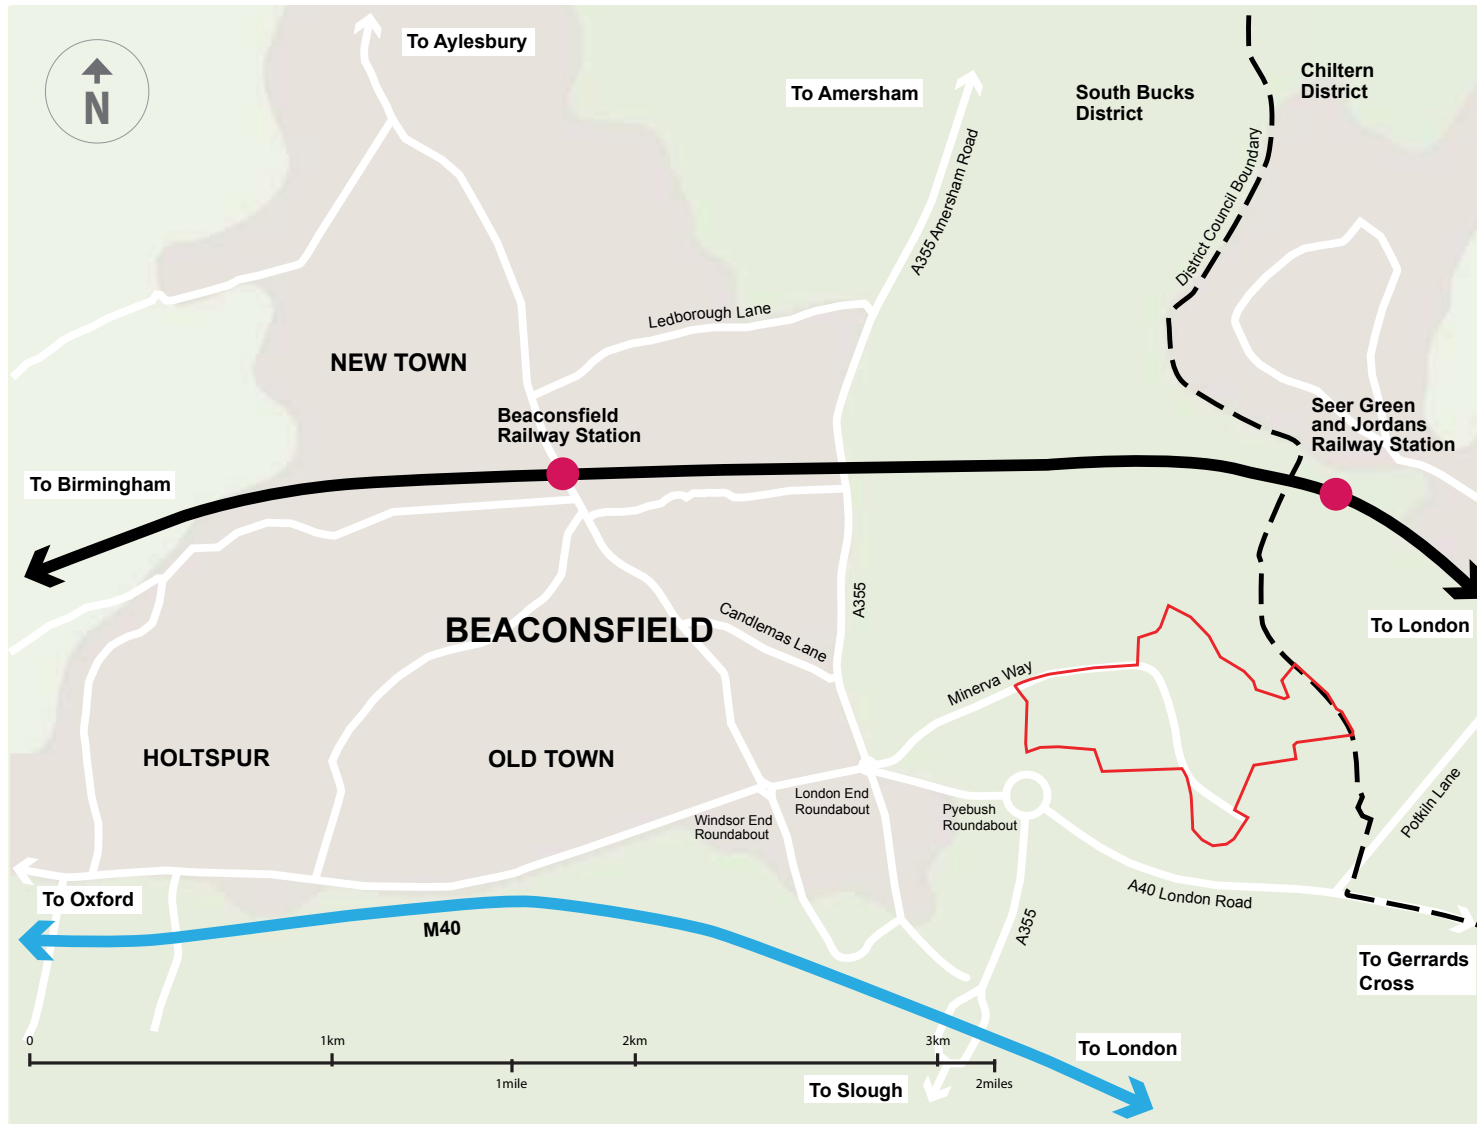 To Aylesbury
N
To Amersham
South Bucks
District
Chiltern
District
A355 Amersham Road
District Council Boundary
Ledborough Lane
NEW TOWN
Beaconsfield
Railway Station
Seer Green
and Jordans
Railway Station
To Birmingham
A355
Candlemas Lane
BEACONSFIELD
To London
Minerva Way
HOLTSPUR
OLD TOWN
London End
Roundabout
Windsor End
Roundabout
Pyebush
Roundabout
Potkiln Lane
To Oxford
M40
A355
A40 London Road
To Gerrards
Cross
0
1km
2km
3km
To London
1mile
2miles
To Slough